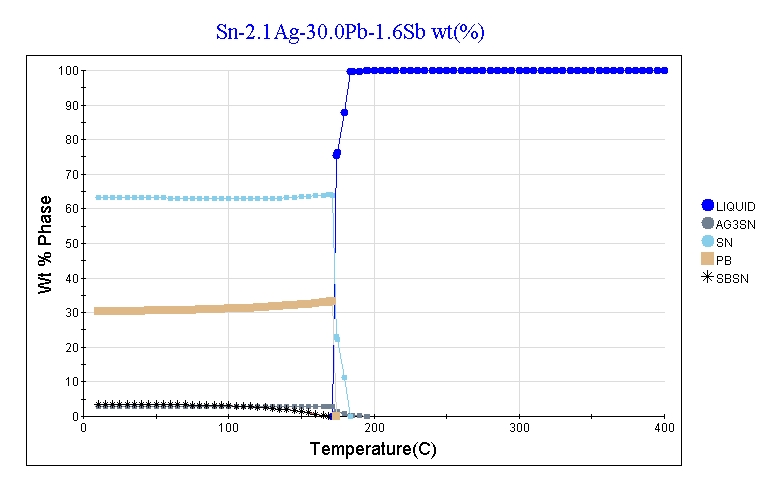 Sn-2.1Ag-30.0Pb-1.6Sb wt(%)
100
90
80
70
60
50
40
30
20
10
0
Wt % Phase
0 100 200 300 400
Temperature(C)
LIQUID
AG3SN
SN
PB
SBSN